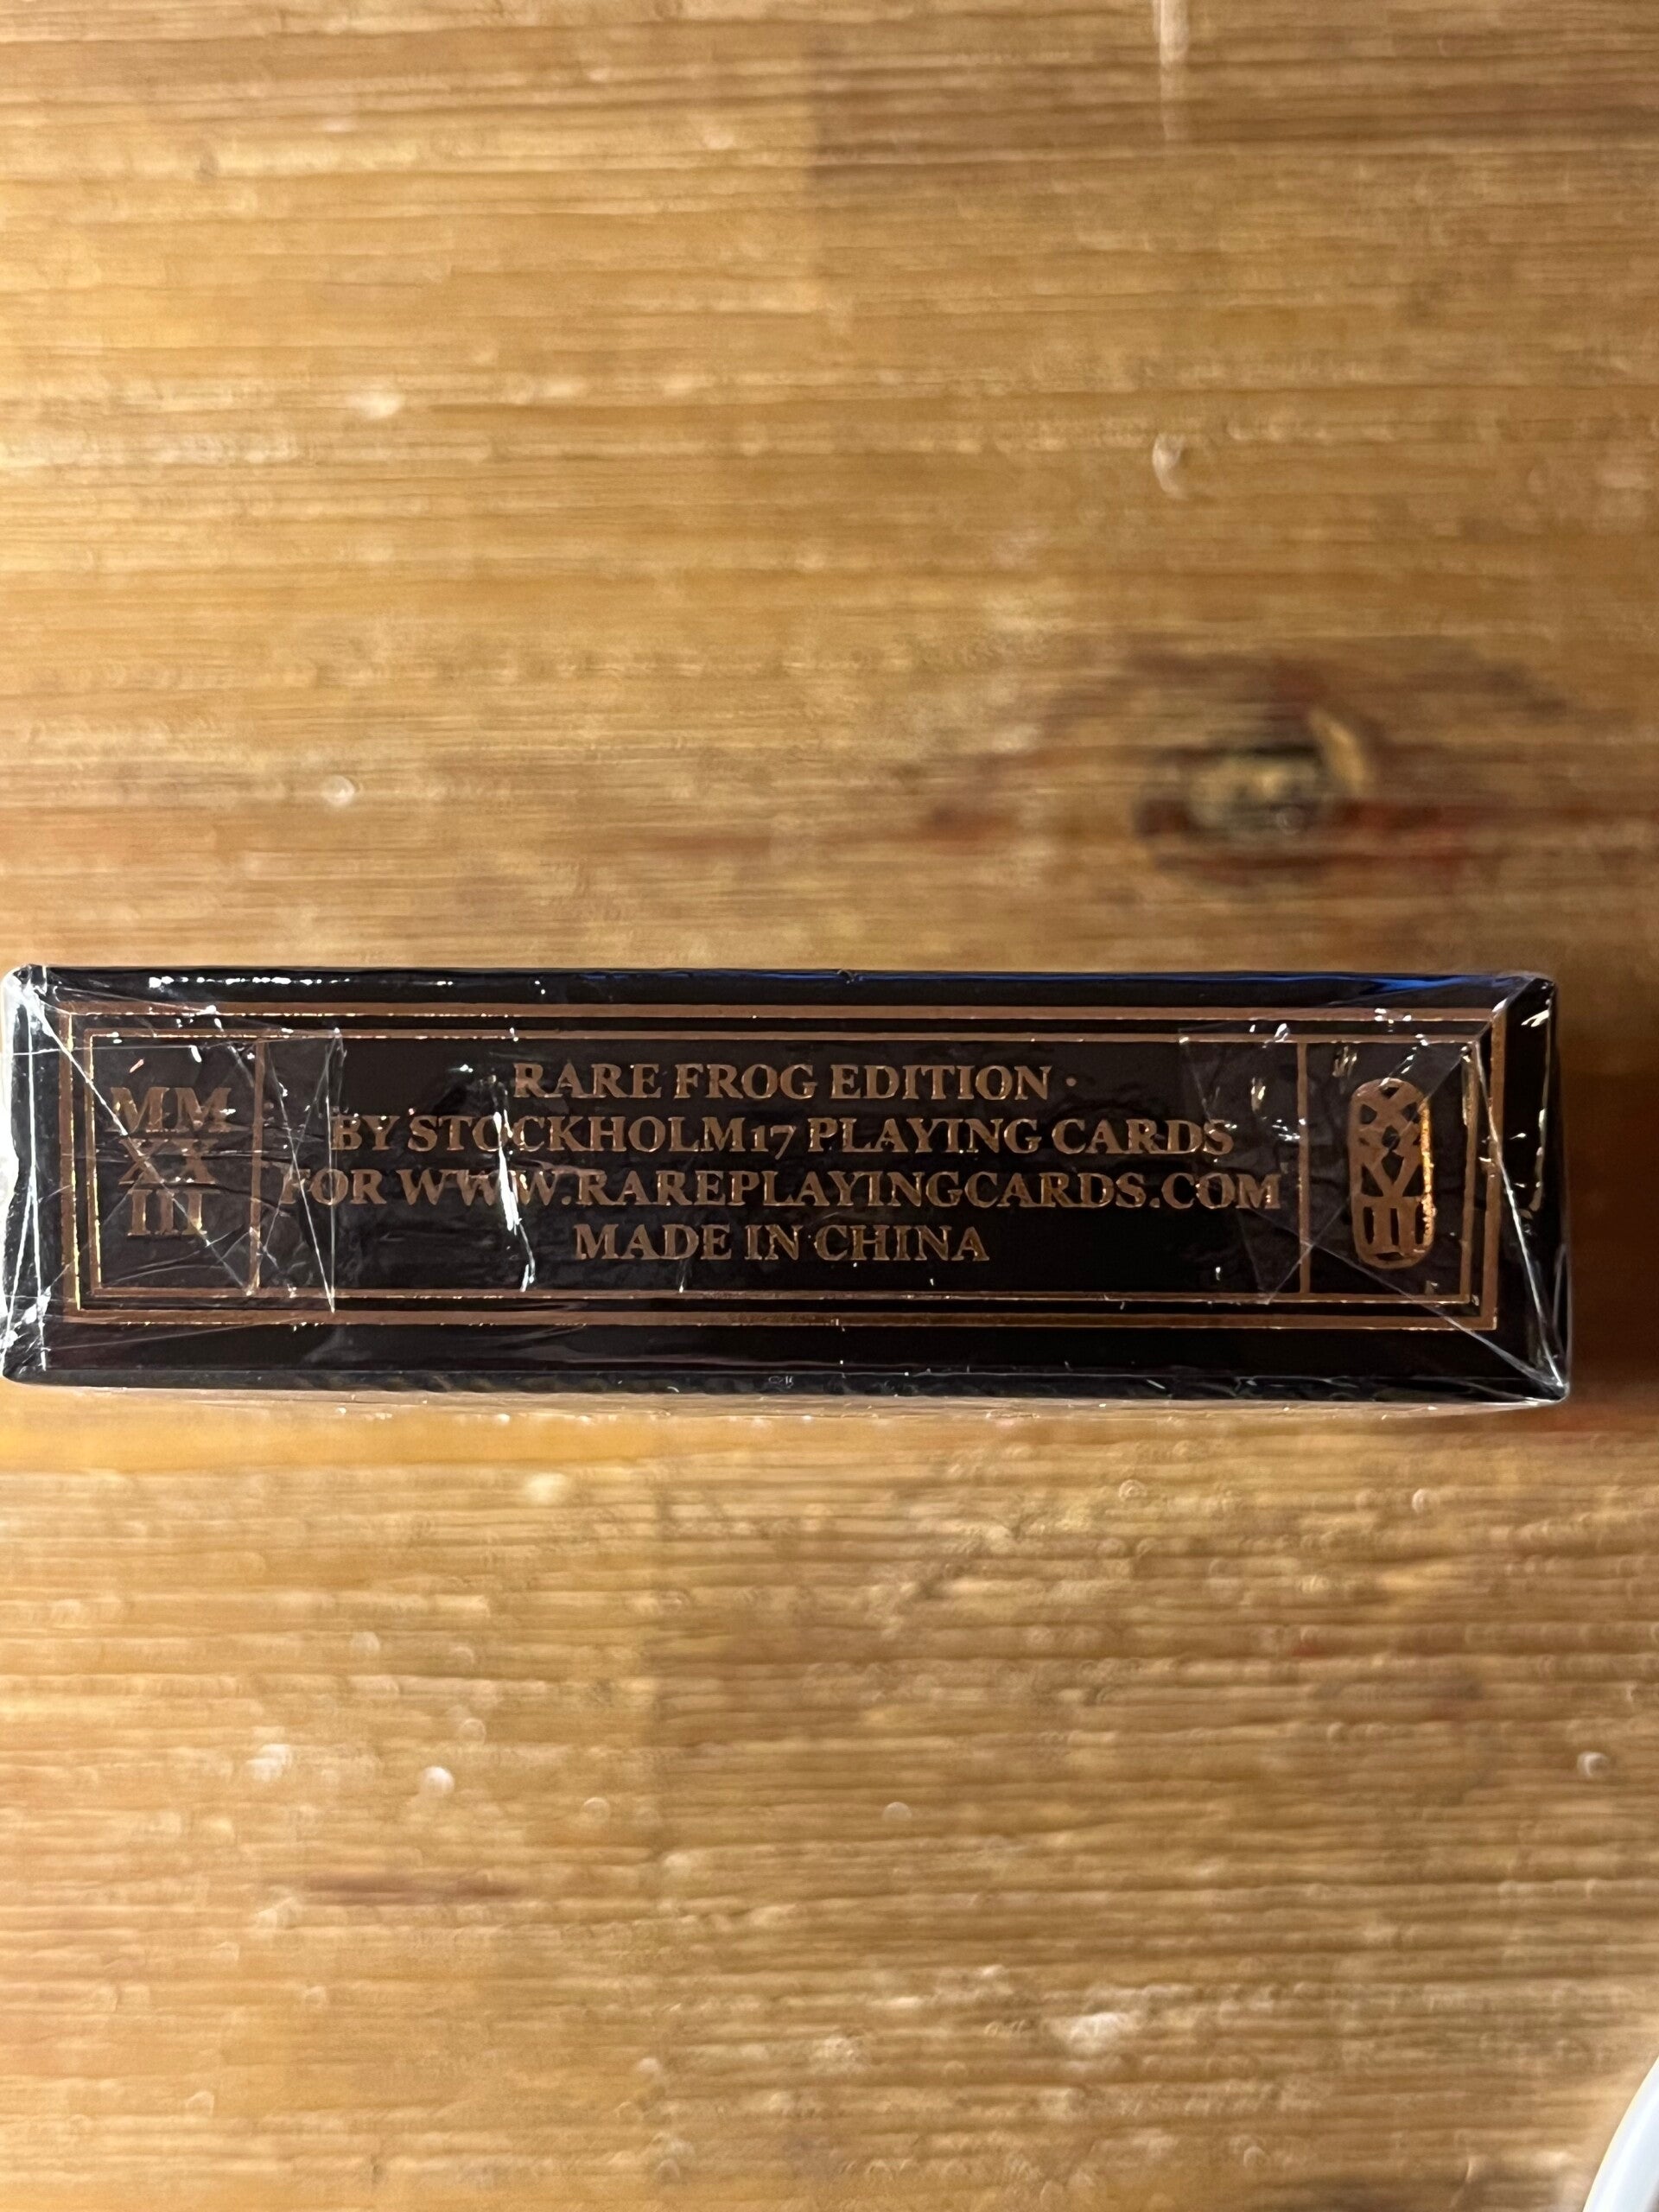 MM
XX
III
RARE FROG EDITION ·
BY STOCKHOLM17 PLAYING CARDS
FOR WWW.RAREPLAYINGCARDS.COM
MADE IN CHINA